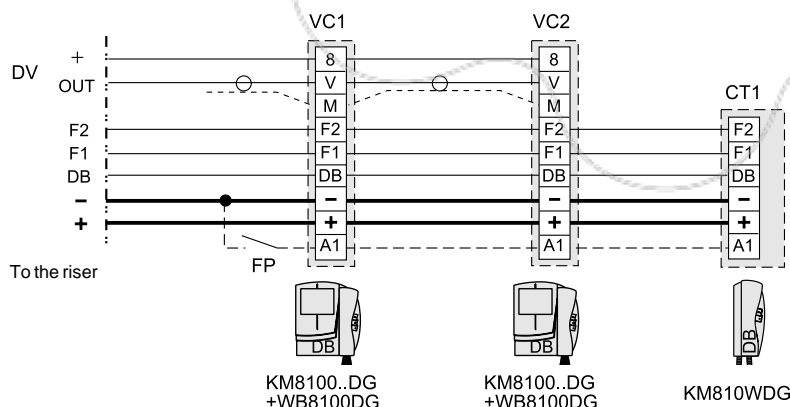 VC1 VC2
DV + 8 8
OUT V V CT1
M M
F2 F2 F2 F2
F1 F1 F1 F1
DB DB DB DB
− − − −
+ + + +
A1 A1 A1
FP
To the riser
DB DB DB
KM8100..DG KM8100..DG KM810WDG
+WB8100DG +WB8100DG